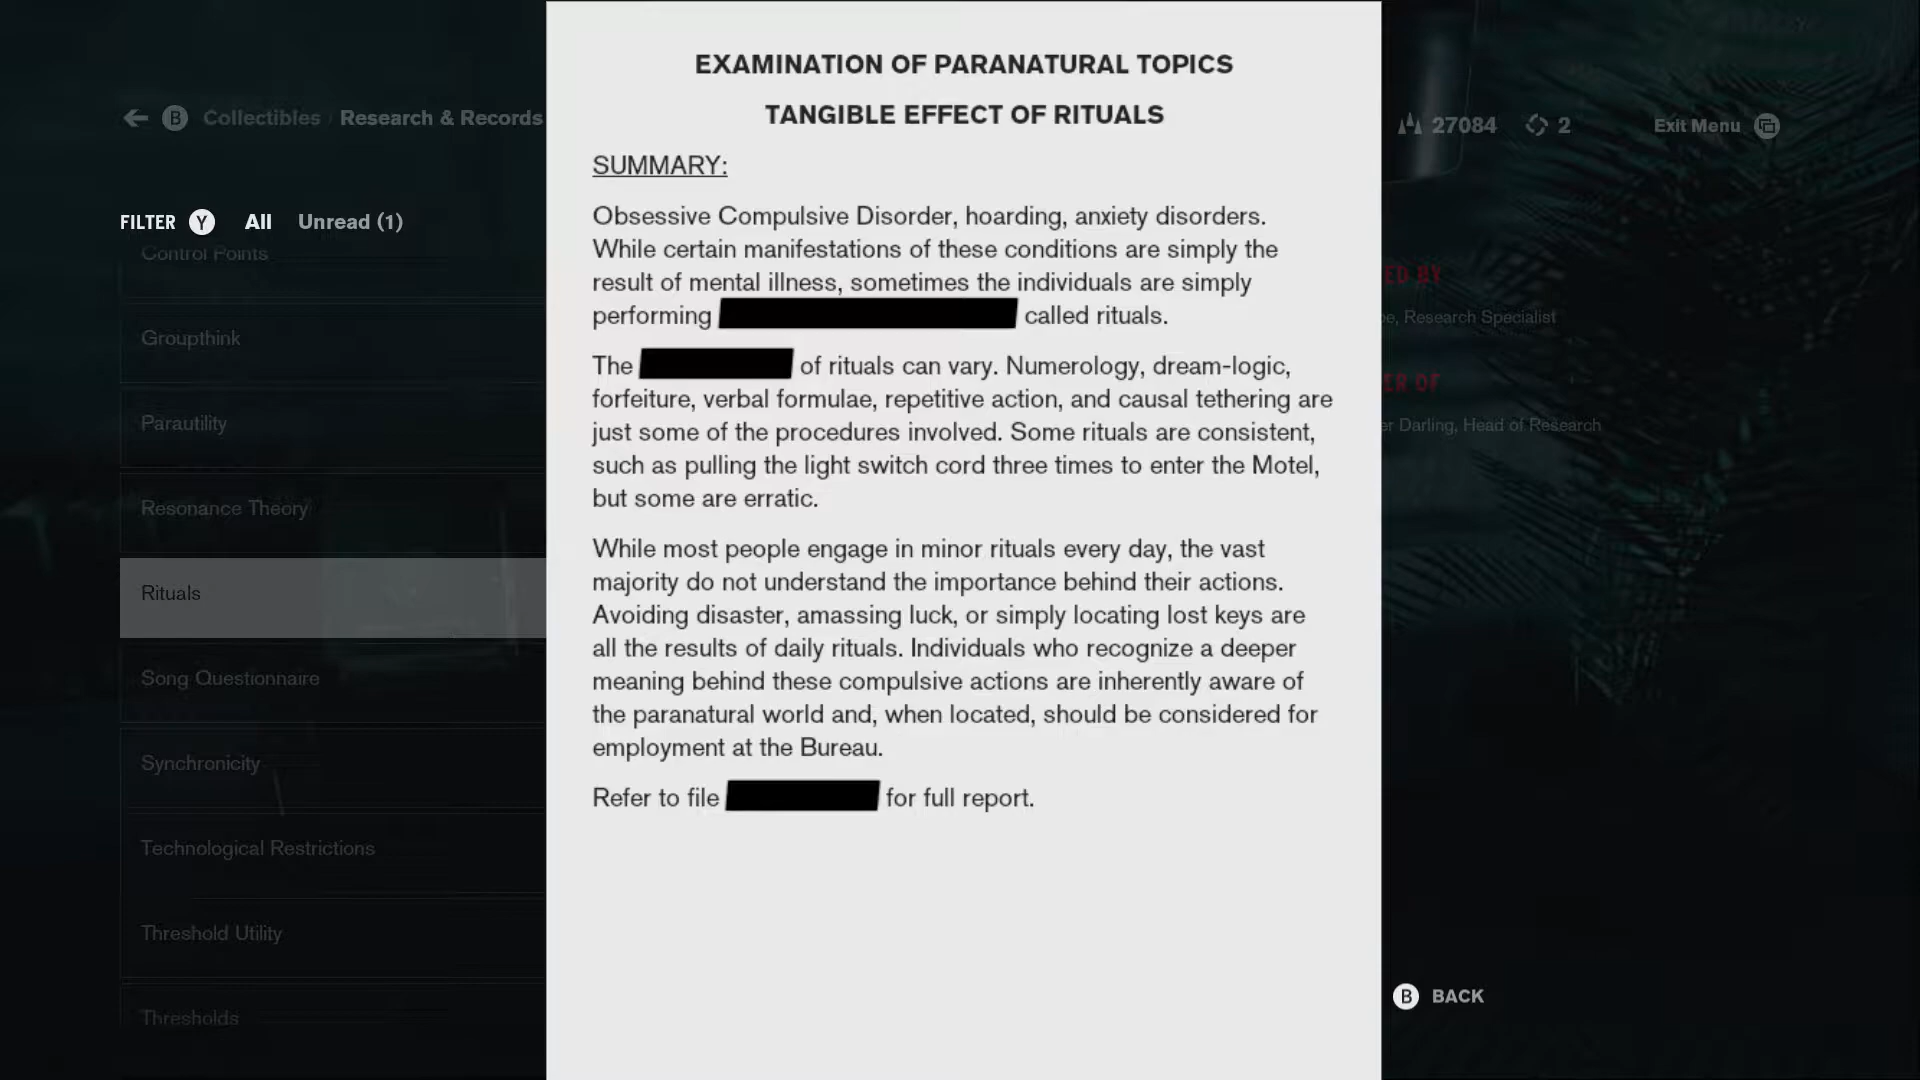 EXAMINATION OF PARANATURAL TOPICS
TANGIBLE EFFECT OF RITUALS
B Collectibles / Research & Records
27084 2 Exit Menu
SUMMARY:
FILTER Y All Unread (1)
Obsessive Compulsive Disorder, hoarding, anxiety disorders.
While certain manifestations of these conditions are simply the
result of mental illness, sometimes the individuals are simply
performing called rituals.
The of rituals can vary. Numerology, dream-logic,
forfeiture, verbal formulae, repetitive action, and causal tethering are
just some of the procedures involved. Some rituals are consistent,
such as pulling the light switch cord three times to enter the Motel,
but some are erratic.
While most people engage in minor rituals every day, the vast
majority do not understand the importance behind their actions.
Avoiding disaster, amassing luck, or simply locating lost keys are
all the results of daily rituals. Individuals who recognize a deeper
meaning behind these compulsive actions are inherently aware of
the paranatural world and, when located, should be considered for
employment at the Bureau.
Refer to file for full report.
Control Points
Groupthink
Parautility
Resonance Theory
Rituals
Song Questionnaire
Synchronicity
Technological Restrictions
Threshold Utility
Thresholds
BY
Research Specialist
OF
Darling, Head of Research
B BACK